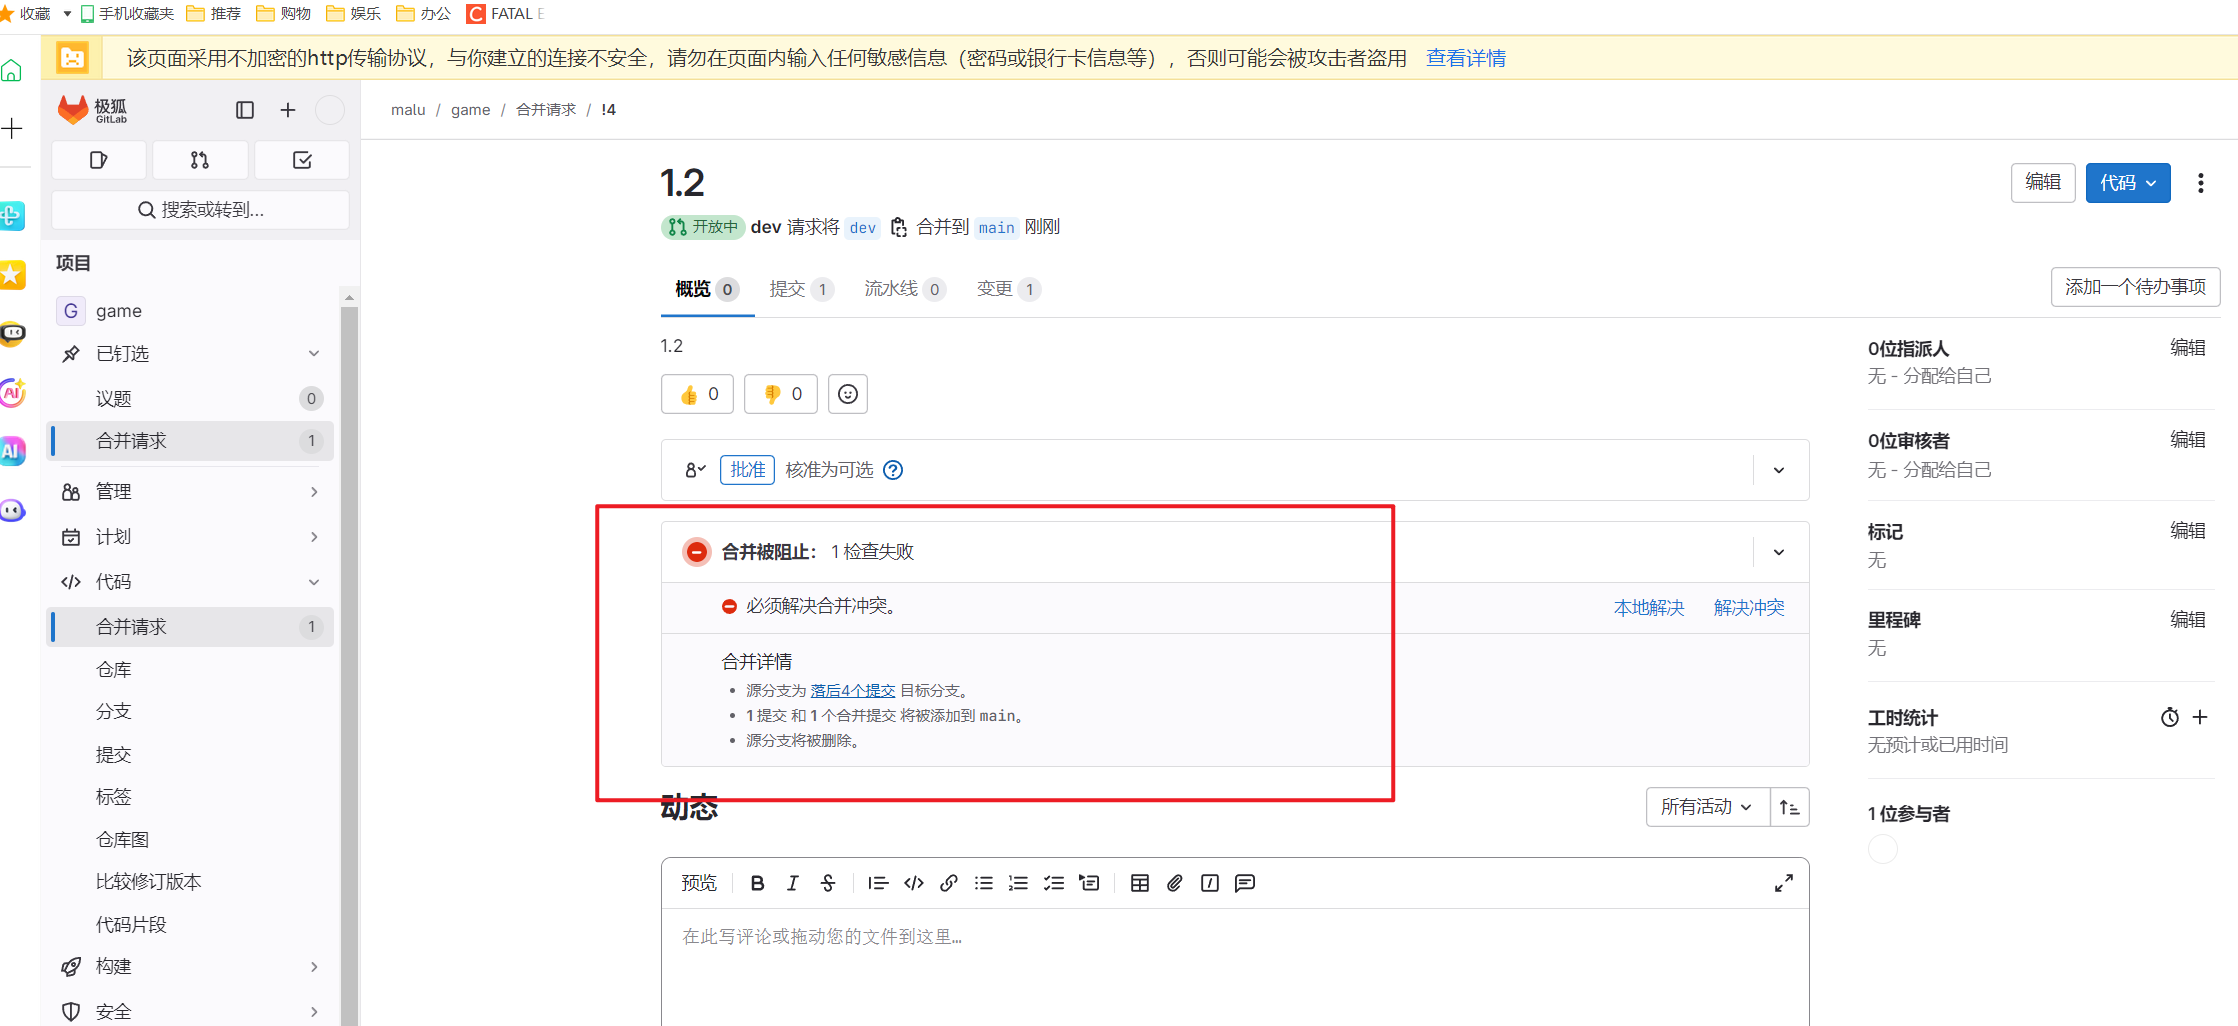 收藏 手机收藏夹 推荐 购物 娱乐 办公 C FATAL E
该页面采用不加密的http传输协议，与你建立的连接不安全，请勿在页面内输入任何敏感信息（密码或银行卡信息等），否则可能会被攻击者盗用 查看详情
极狐
GitLab
malu / game / 合并请求 / !4
搜索或转到...
项目
G game
已钉选
议题 0
合并请求 1
管理
计划
代码
合并请求 1
仓库
分支
提交
标签
仓库图
比较修订版本
代码片段
构建
安全
1.2
编辑 代码
开放中 dev 请求将 dev 合并到 main 刚刚
概览 0 提交 1 流水线 0 变更 1
添加一个待办事项
1.2
0 0
批准 核准为可选
合并被阻止： 1 检查失败
必须解决合并冲突。 本地解决 解决冲突
合并详情
• 源分支为 落后4个提交 目标分支。
• 1 提交 和 1 个合并提交 将被添加到 main。
• 源分支将被删除。
动态
所有活动
预览 B I S
在此写评论或拖动您的文件到这里...
0位指派人 编辑
无 - 分配给自己
0位审核者 编辑
无 - 分配给自己
标记 编辑
无
里程碑 编辑
无
工时统计
无预计或已用时间
1 位参与者
AI
AI